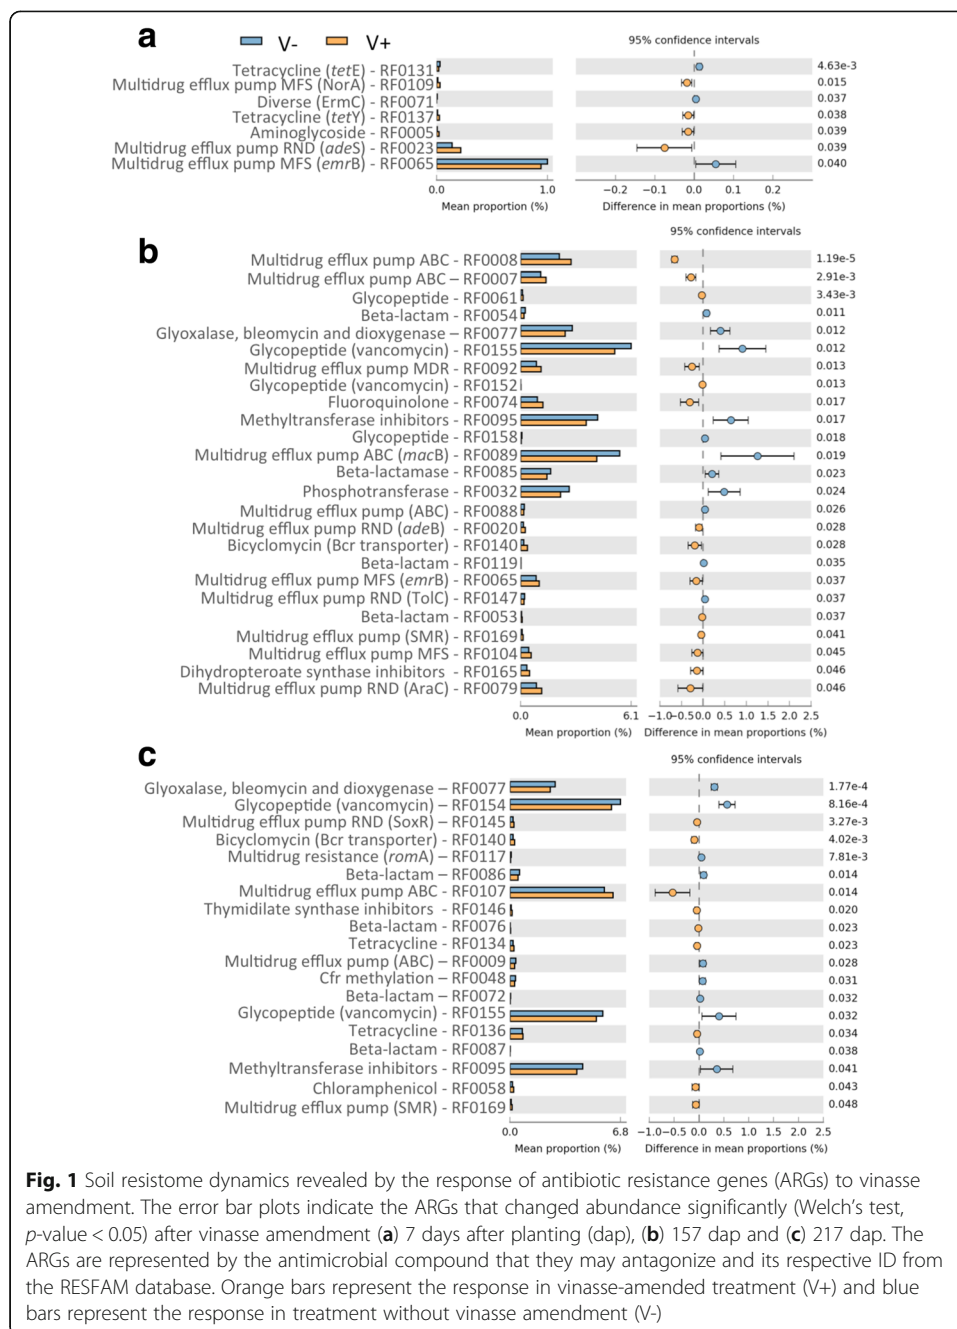 a
V-
V+
95% confidence intervals
Tetracycline (tetE) - RF0131
4.63e-3
Multidrug efflux pump MFS (NorA) - RF0109
0.015
Diverse (ErmC) - RF0071
0.037
Tetracycline (tetY) - RF0137
0.038
Aminoglycoside - RF0005
0.039
Multidrug efflux pump RND (adeS) - RF0023
0.039
Multidrug efflux pump MFS (emrB) - RF0065
0.040
0.0 1.0
−0.2 −0.1 0.0 0.1 0.2
Mean proportion (%)
Difference in mean proportions (%)
b
95% confidence intervals
Multidrug efflux pump ABC - RF0008
1.19e-5
Multidrug efflux pump ABC – RF0007
2.91e-3
Glycopeptide - RF0061
3.43e-3
Beta-lactam - RF0054
0.011
Glyoxalase, bleomycin and dioxygenase – RF0077
0.012
Glycopeptide (vancomycin) - RF0155
0.012
Multidrug efflux pump MDR - RF0092
0.013
Glycopeptide (vancomycin) - RF0152
0.013
Fluoroquinolone - RF0074
0.017
Methyltransferase inhibitors - RF0095
0.017
Glycopeptide - RF0158
0.018
Multidrug efflux pump ABC (macB) - RF0089
0.019
Beta-lactamase - RF0085
0.023
Phosphotransferase - RF0032
0.024
Multidrug efflux pump (ABC) - RF0088
0.026
Multidrug efflux pump RND (adeB) - RF0020
0.028
Bicyclomycin (Bcr transporter) - RF0140
0.028
Beta-lactam - RF0119
0.035
Multidrug efflux pump MFS (emrB) - RF0065
0.037
Multidrug efflux pump RND (TolC) - RF0147
0.037
Beta-lactam - RF0053
0.037
Multidrug efflux pump (SMR) - RF0169
0.041
Multidrug efflux pump MFS - RF0104
0.045
Dihydropteroate synthase inhibitors - RF0165
0.046
Multidrug efflux pump RND (AraC) - RF0079
0.046
0.0 6.1
−1.0−0.5 0.0 0.5 1.0 1.5 2.0 2.5
Mean proportion (%)
Difference in mean proportions (%)
c
95% confidence intervals
Glyoxalase, bleomycin and dioxygenase – RF0077
1.77e-4
Glycopeptide (vancomycin) – RF0154
8.16e-4
Multidrug efflux pump RND (SoxR) - RF0145
3.27e-3
Bicyclomycin (Bcr transporter) - RF0140
4.02e-3
Multidrug resistance (romA) – RF0117
7.81e-3
Beta-lactam – RF0086
0.014
Multidrug efflux pump ABC - RF0107
0.014
Thymidilate synthase inhibitors - RF0146
0.020
Beta-lactam - RF0076
0.023
Tetracycline - RF0134
0.023
Multidrug efflux pump (ABC) – RF0009
0.028
Cfr methylation – RF0048
0.031
Beta-lactam – RF0072
0.032
Glycopeptide (vancomycin) - RF0155
0.032
Tetracycline - RF0136
0.034
Beta-lactam - RF0087
0.038
Methyltransferase inhibitors - RF0095
0.041
Chloramphenicol - RF0058
0.043
Multidrug efflux pump (SMR) - RF0169
0.048
0.0 6.8
−1.0−0.5 0.0 0.5 1.0 1.5 2.0 2.5
Mean proportion (%)
Difference in mean proportions (%)
Fig. 1 Soil resistome dynamics revealed by the response of antibiotic resistance genes (ARGs) to vinasse
amendment. The error bar plots indicate the ARGs that changed abundance significantly (Welch's test,
p-value < 0.05) after vinasse amendment (a) 7 days after planting (dap), (b) 157 dap and (c) 217 dap. The
ARGs are represented by the antimicrobial compound that they may antagonize and its respective ID from
the RESFAM database. Orange bars represent the response in vinasse-amended treatment (V+) and blue
bars represent the response in treatment without vinasse amendment (V-)